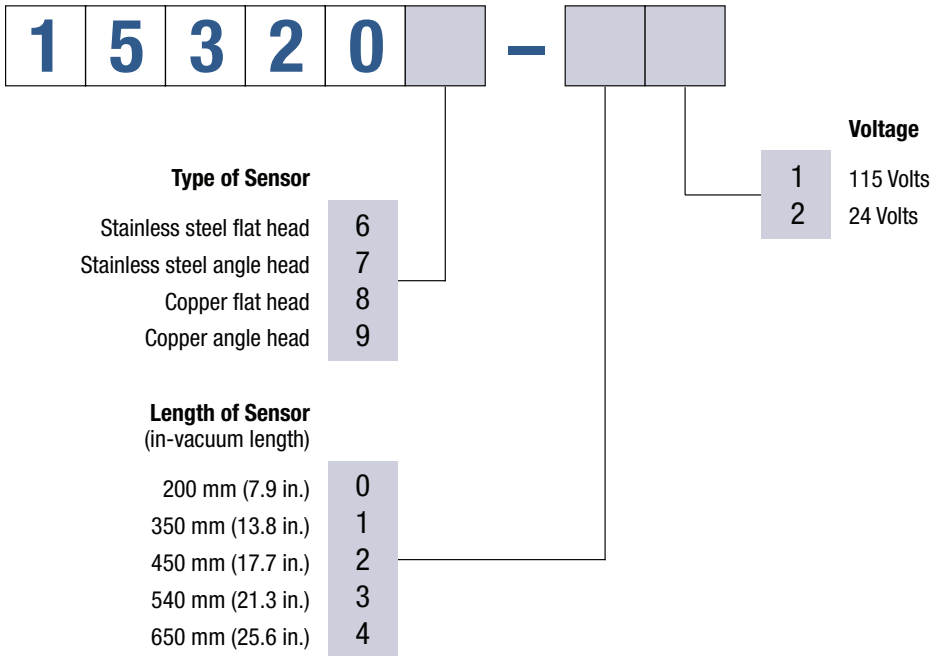 1 5 3 2 0 –
Voltage
1 115 Volts
2 24 Volts
Type of Sensor
Stainless steel flat head 6
Stainless steel angle head 7
Copper flat head 8
Copper angle head 9
Length of Sensor
(in-vacuum length)
200 mm (7.9 in.) 0
350 mm (13.8 in.) 1
450 mm (17.7 in.) 2
540 mm (21.3 in.) 3
650 mm (25.6 in.) 4